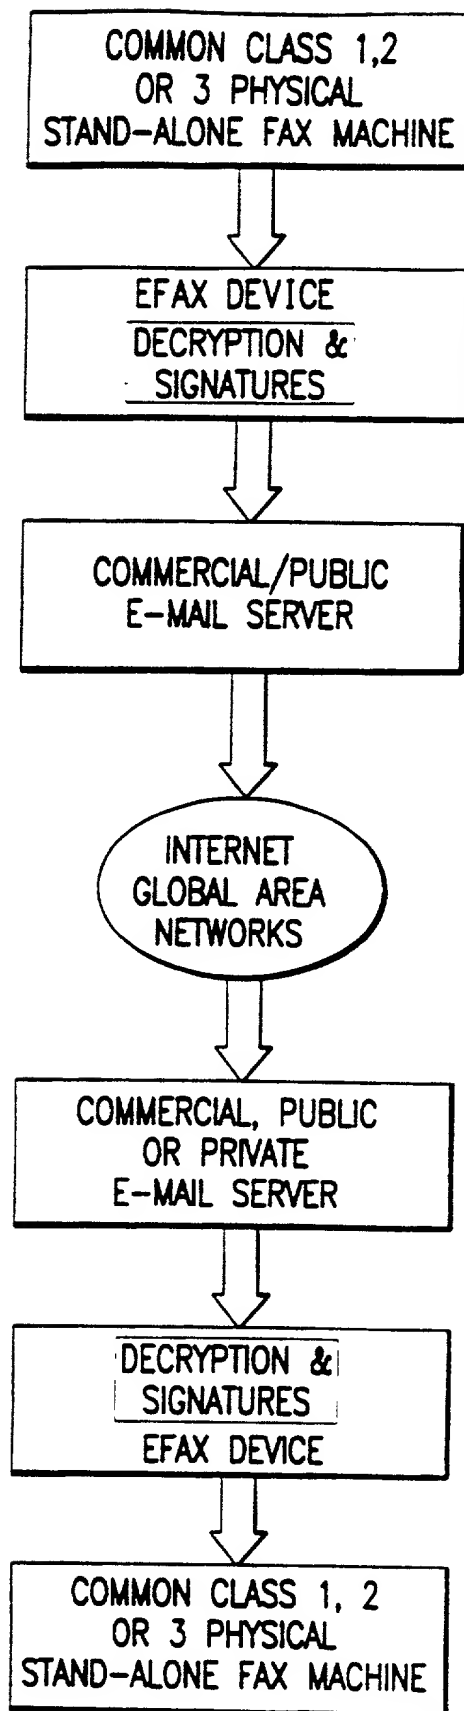 COMMON CLASS 1,2
OR 3 PHYSICAL
STAND-ALONE FAX MACHINE
EFAX DEVICE
DECRYPTION &
SIGNATURES
COMMERCIAL/PUBLIC
E-MAIL SERVER
INTERNET
GLOBAL AREA
NETWORKS
COMMERCIAL, PUBLIC
OR PRIVATE
E-MAIL SERVER
DECRYPTION &
SIGNATURES
EFAX DEVICE
COMMON CLASS 1, 2
OR 3 PHYSICAL
STAND-ALONE FAX MACHINE